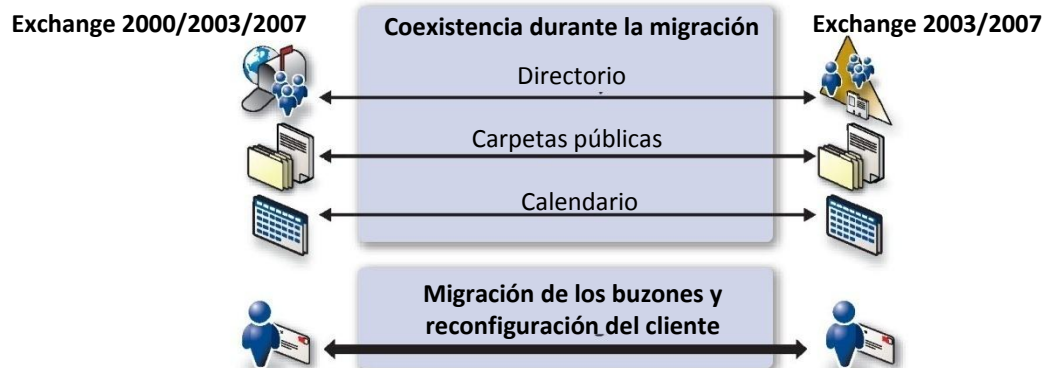 Exchange 2000/2003/2007
Coexistencia durante la migración
Exchange 2003/2007
Directorio
Carpetas públicas
Calendario
Migración de los buzones y
reconfiguración del cliente